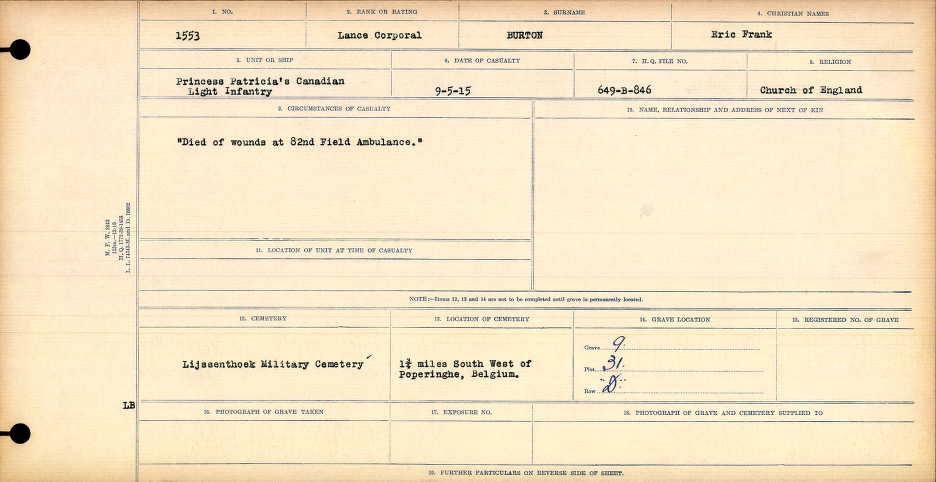 1. NO.
2. RANK OR RATING
3. SURNAME
4. CHRISTIAN NAMES
1553
Lance Corporal
BURTON
Eric Frank
5. UNIT OR SHIP
6. DATE OF CASUALTY
7. H.Q. FILE NO.
8. RELIGION
Princess Patricia's Canadian
Light Infantry
9-5-15
649-B-846
Church of England
9. CIRCUMSTANCES OF CASUALTY
10. NAME, RELATIONSHIP AND ADDRESS OF NEXT OF KIN
"Died of wounds at 82nd Field Ambulance."
11. LOCATION OF UNIT AT TIME OF CASUALTY
NOTE:—Items 12, 13 and 14 are not to be completed until grave is permanently located.
12. CEMETERY
13. LOCATION OF CEMETERY
14. GRAVE LOCATION
15. REGISTERED NO. OF GRAVE
Lijssenthoek Military Cemetery
1¾ miles South West of
Poperinghe, Belgium.
Grave 9.
Plot 31.
Row "D."
LB
16. PHOTOGRAPH OF GRAVE TAKEN
17. EXPOSURE NO.
18. PHOTOGRAPH OF GRAVE AND CEMETERY SUPPLIED TO
19. FURTHER PARTICULARS ON REVERSE SIDE OF SHEET.